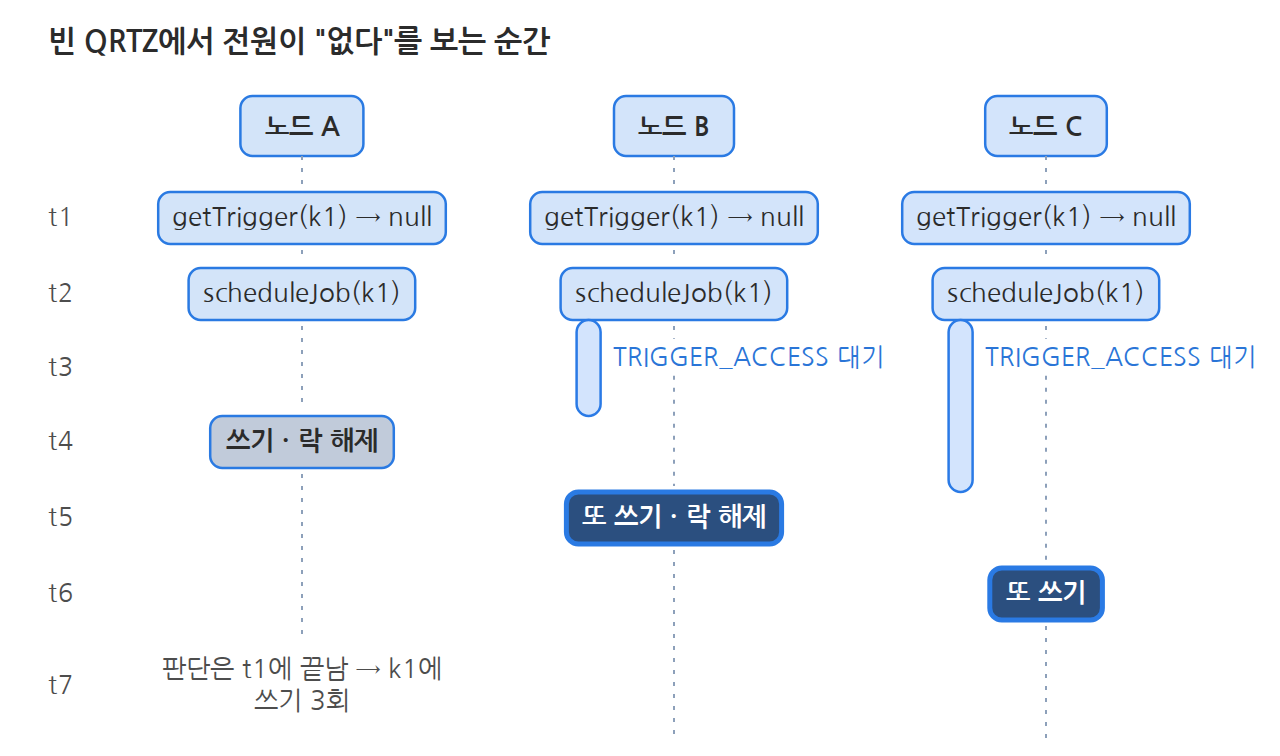 빈 QRTZ에서 전원이 "없다"를 보는 순간
노드 A
노드 B
노드 C
t1
getTrigger(k1) → null
getTrigger(k1) → null
getTrigger(k1) → null
t2
scheduleJob(k1)
scheduleJob(k1)
scheduleJob(k1)
t3
TRIGGER_ACCESS 대기
TRIGGER_ACCESS 대기
t4
쓰기 · 락 해제
t5
또 쓰기 · 락 해제
t6
또 쓰기
t7
판단은 t1에 끝남 → k1에
쓰기 3회